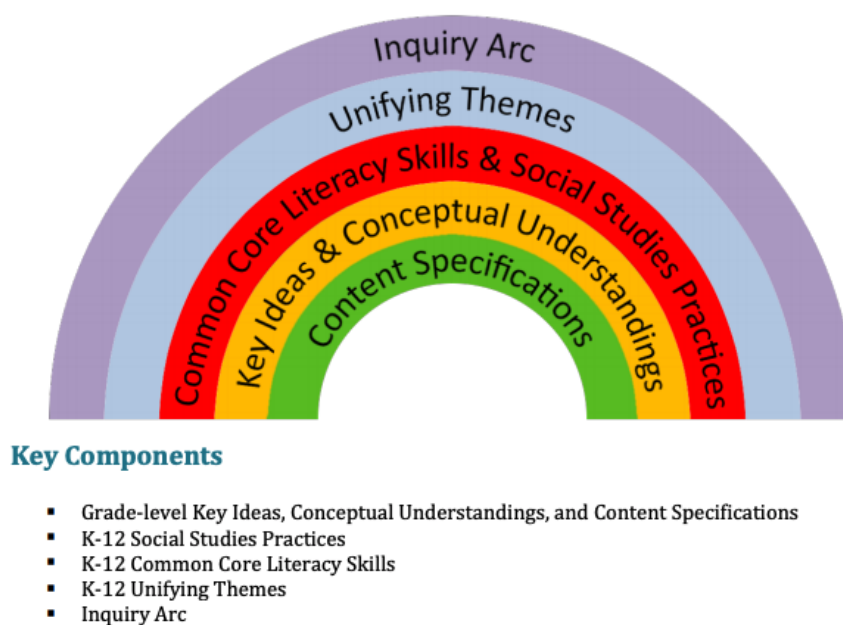 Inquiry Arc
Unifying Themes
Common Core Literacy Skills & Social Studies Practices
Key Ideas & Conceptual Understandings
Content Specifications
Key Components
▪ Grade-level Key Ideas, Conceptual Understandings, and Content Specifications
▪ K-12 Social Studies Practices
▪ K-12 Common Core Literacy Skills
▪ K-12 Unifying Themes
▪ Inquiry Arc